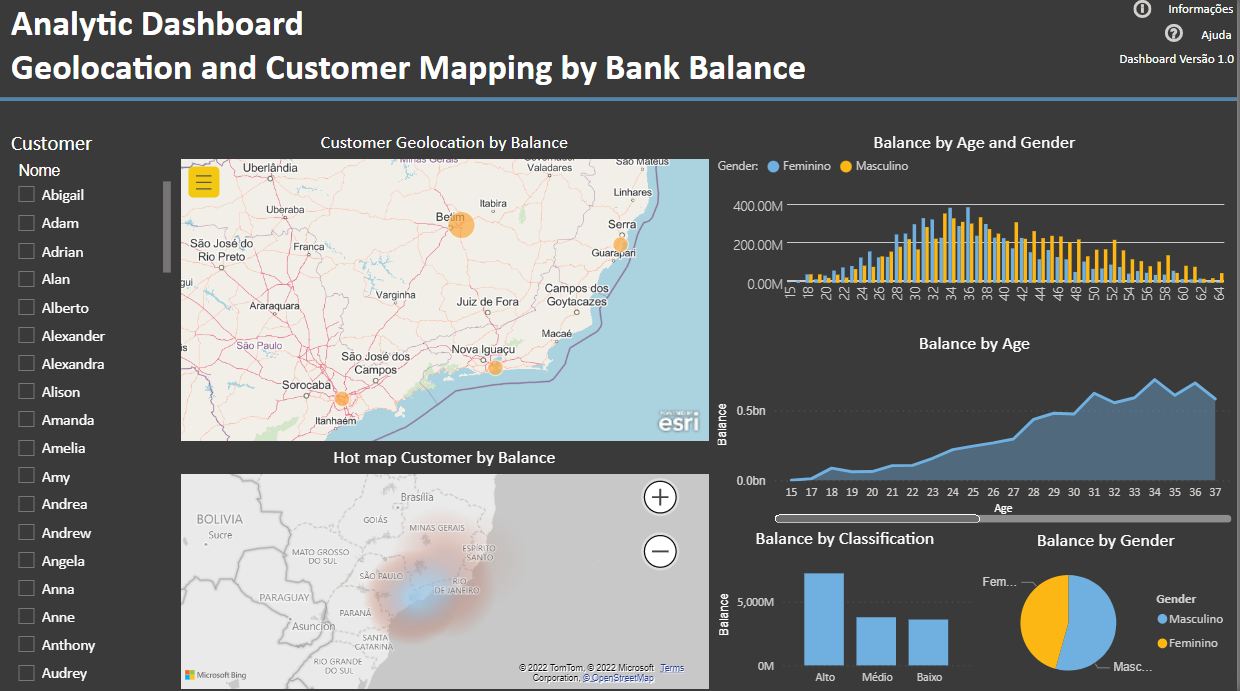 Analytic Dashboard
Geolocation and Customer Mapping by Bank Balance
Informações
Ajuda
Dashboard Versão 1.0
Customer
Nome
Abigail
Adam
Adrian
Alan
Alberto
Alexander
Alexandra
Alison
Amanda
Amelia
Amy
Andrea
Andrew
Angela
Anna
Anne
Anthony
Audrey
Customer Geolocation by Balance
Uberlândia
Minas Gerais
Governador
Valadares
São Mateus
Linhares
Uberaba
Betim
Itabira
Serra
São José do
Rio Preto
Franca
Guarapari
Varginha
Campos dos
Goytacazes
Araraquara
Juiz de Fora
Macaé
São Paulo
São José dos
Campos
Nova Iguaçu
Sorocaba
Itanhaém
POWERED BY
esri
Hot map Customer by Balance
Brasília
BOLIVIA
Sucre
GOIÁS
MINAS GERAIS
MATO GROSSO
DO SUL
ESPÍRITO
SANTO
SÃO PAULO
RIO
DE JANEIRO
PARAGUAY
PARANÁ
Asunción
SANTA
CATARINA
RIO GRANDE
DO SUL
Microsoft Bing
© 2022 TomTom, © 2022 Microsoft Terms
Corporation, © OpenStreetMap
Balance by Age and Gender
Gender: Feminino Masculino
400.00M
200.00M
0.00M
15 18 20 22 24 26 28 30 32 34 36 38 40 42 44 46 48 50 52 54 56 58 60 62 64
Balance by Age
Balance
0.5bn
0.0bn
15 17 18 19 20 21 22 23 24 25 26 27 28 29 30 31 32 33 34 35 36 37
Age
Balance by Classification
Balance
5,000M
0M
Alto Médio Baixo
Balance by Gender
Fem...
Masc...
Gender
Masculino
Feminino